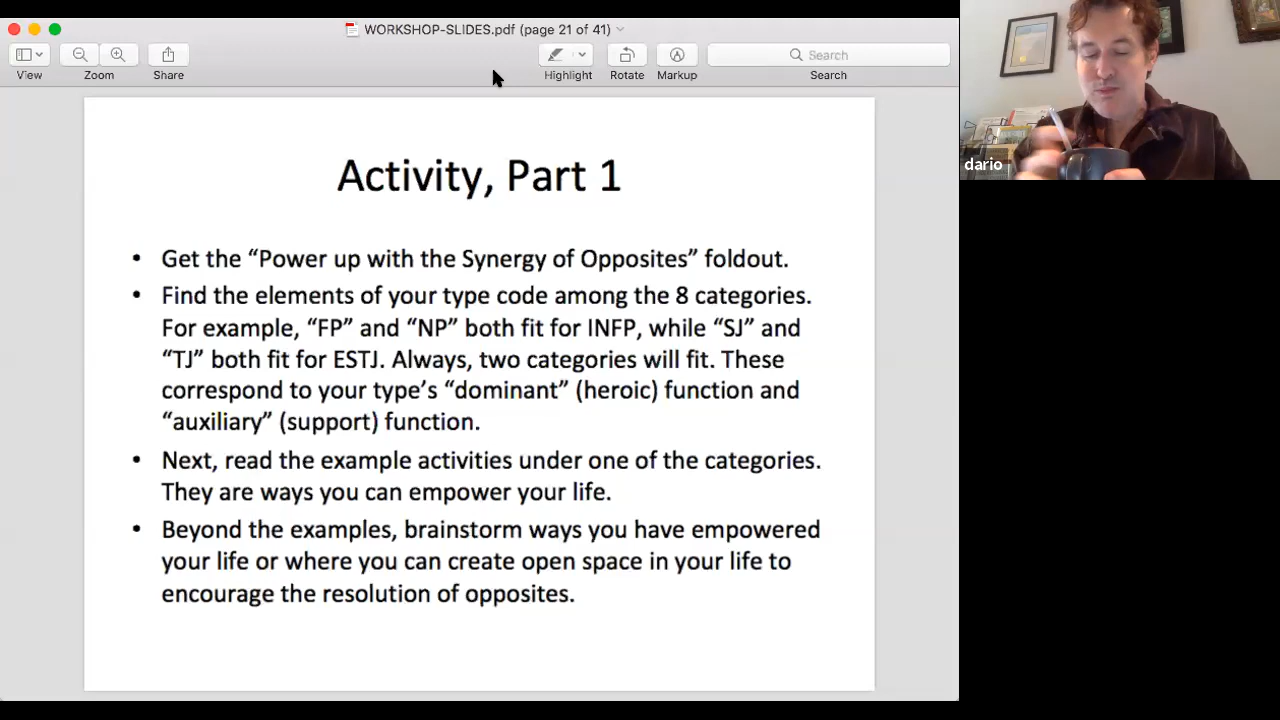 WORKSHOP-SLIDES.pdf (page 21 of 41)
View
Zoom
Share
Highlight
Rotate
Markup
Search
Search
dario
Activity, Part 1
• Get the “Power up with the Synergy of Opposites” foldout.
• Find the elements of your type code among the 8 categories.
For example, “FP” and “NP” both fit for INFP, while “SJ” and
“TJ” both fit for ESTJ. Always, two categories will fit. These
correspond to your type’s “dominant” (heroic) function and
“auxiliary” (support) function.
• Next, read the example activities under one of the categories.
They are ways you can empower your life.
• Beyond the examples, brainstorm ways you have empowered
your life or where you can create open space in your life to
encourage the resolution of opposites.